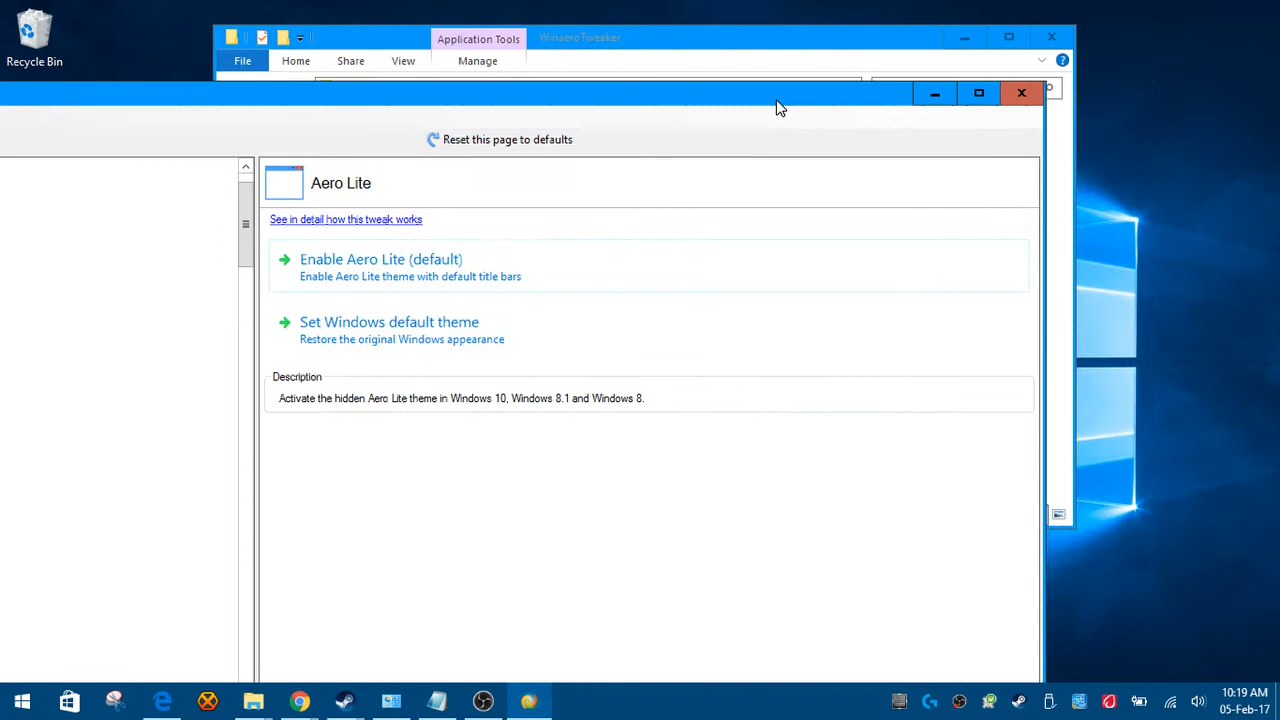 Recycle Bin
Application Tools
WinaeroTweaker
File
Home
Share
View
Manage
Reset this page to defaults
Aero Lite
See in detail how this tweak works
Enable Aero Lite (default)
Enable Aero Lite theme with default title bars
Set Windows default theme
Restore the original Windows appearance
Description
Activate the hidden Aero Lite theme in Windows 10, Windows 8.1 and Windows 8.
10:19 AM
05-Feb-17